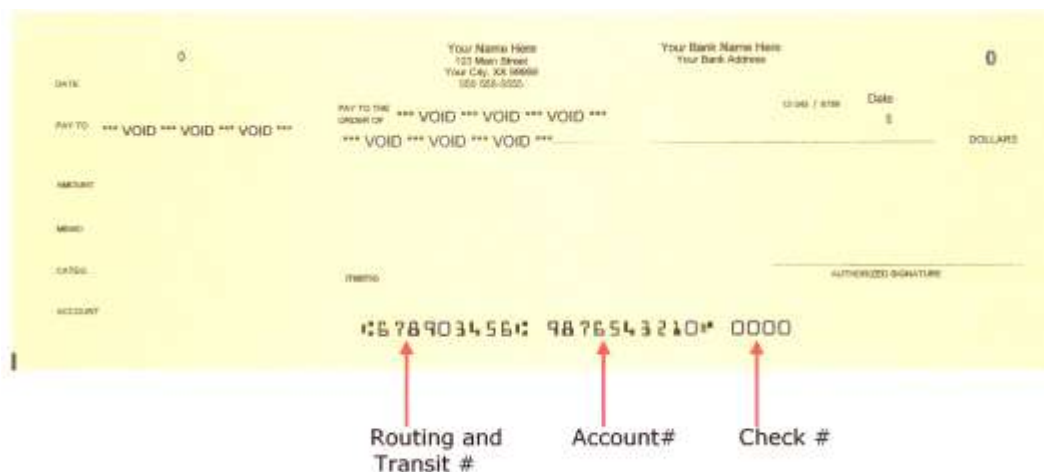 0
Your Name Here
123 Main Street
Your City, XX 99999
555 555-5555
Your Bank Name Here
Your Bank Address
0
DATE
PAY TO *** VOID *** VOID *** VOID ***
PAY TO THE
ORDER OF *** VOID *** VOID *** VOID ***
Date
$
*** VOID *** VOID *** VOID ***
DOLLARS
AMOUNT
MEMO
CATEG.
ACCOUNT
memo
AUTHORIZED SIGNATURE
⑆678903456⑆ 9876543210⑈ 0000
Routing and
Transit #
Account#
Check #